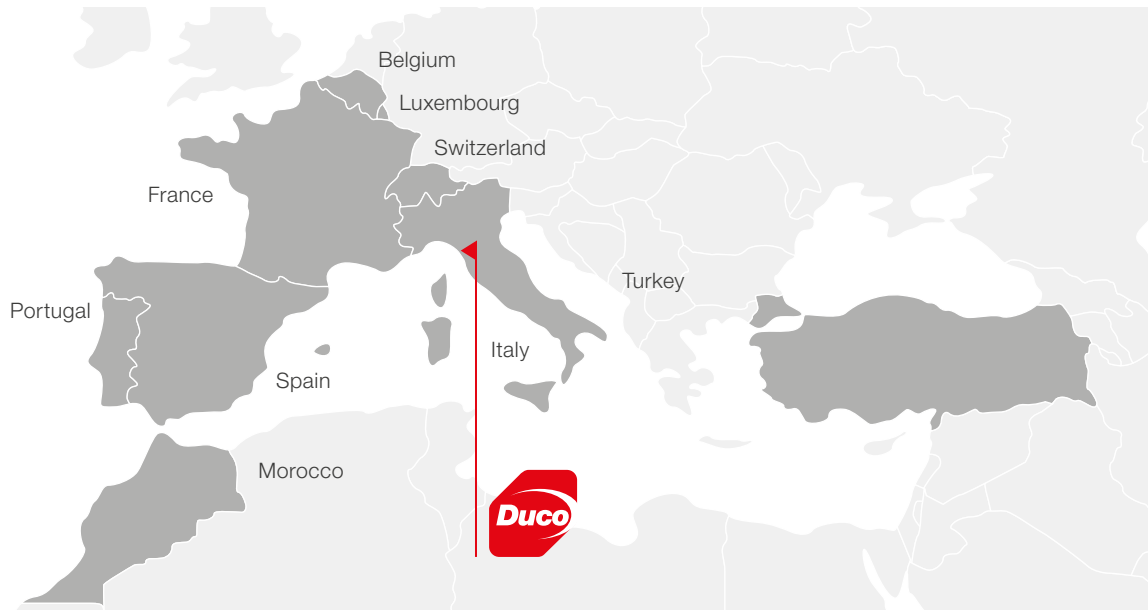 Belgium
Luxembourg
Switzerland
France
Turkey
Portugal
Italy
Spain
Morocco
Duco